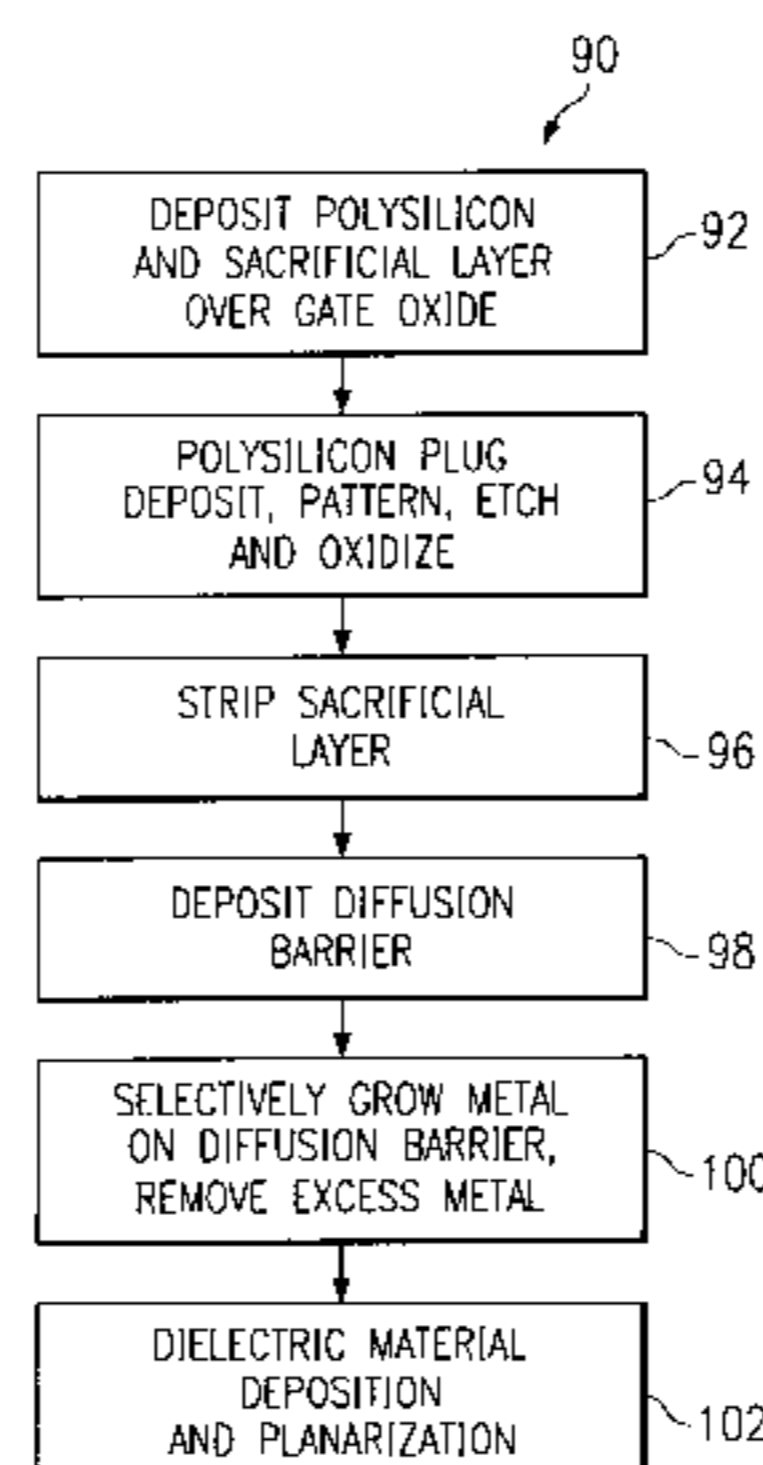 90
DEPOSIT POLYSILICON
AND SACRIFICIAL LAYER
OVER GATE OXIDE
92
POLYSILICON PLUG
DEPOSIT, PATTERN, ETCH
AND OXIDIZE
94
STRIP SACRIFICIAL
LAYER
96
DEPOSIT DIFFUSION
BARRIER
98
SELECTIVELY GROW METAL
ON DIFFUSION BARRIER,
REMOVE EXCESS METAL
100
DIELECTRIC MATERIAL
DEPOSITION
AND PLANARIZATION
102